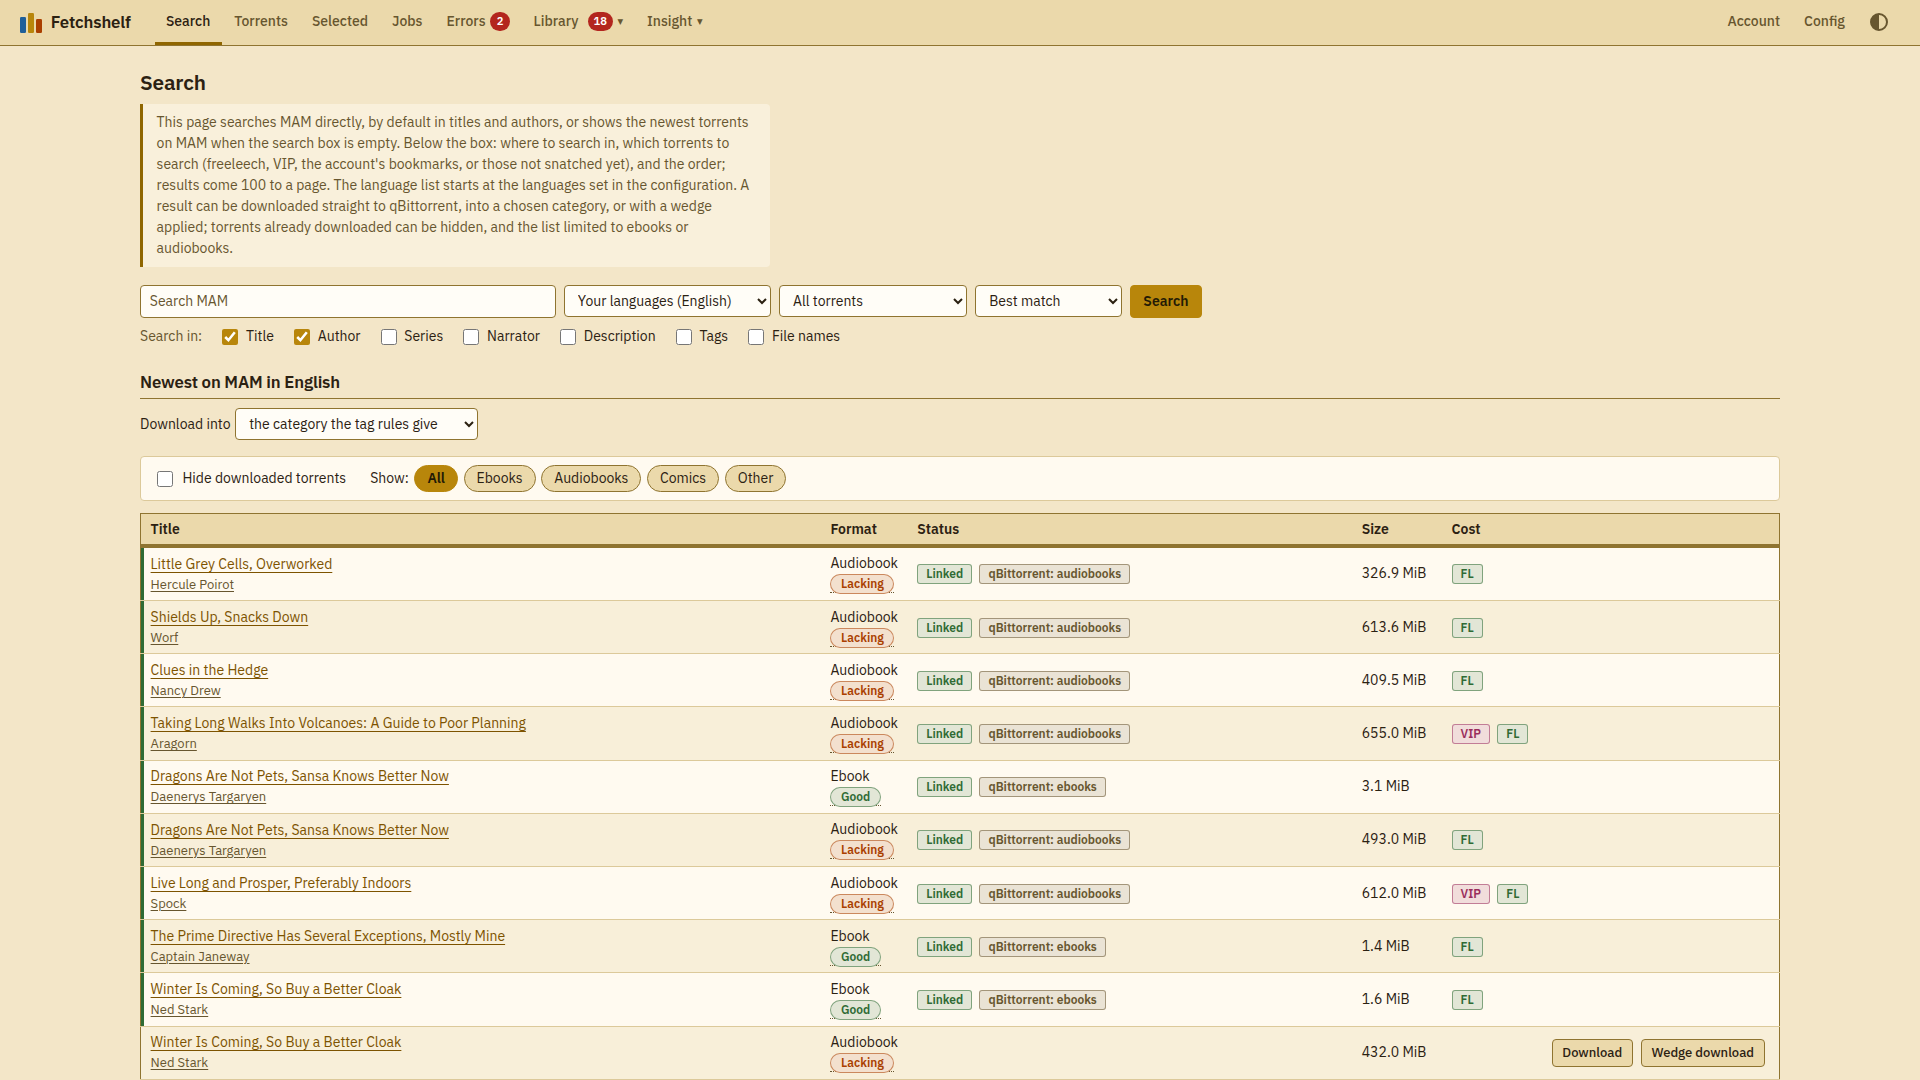 Fetchshelf
Search Torrents Selected Jobs Errors 2 Library 18 ▾ Insight ▾ Account Config
Search
This page searches MAM directly, by default in titles and authors, or shows the newest torrents
on MAM when the search box is empty. Below the box: where to search in, which torrents to
search (freeleech, VIP, the account's bookmarks, or those not snatched yet), and the order;
results come 100 to a page. The language list starts at the languages set in the configuration. A
result can be downloaded straight to qBittorrent, into a chosen category, or with a wedge
applied; torrents already downloaded can be hidden, and the list limited to ebooks or
audiobooks.
Search MAM Your languages (English) All torrents Best match Search
Search in: Title Author Series Narrator Description Tags File names
Newest on MAM in English
Download into the category the tag rules give
Hide downloaded torrents Show: All Ebooks Audiobooks Comics Other
Title Format Status Size Cost
Little Grey Cells, Overworked Audiobook Linked qBittorrent: audiobooks 326.9 MiB FL
Hercule Poirot Lacking
Shields Up, Snacks Down Audiobook Linked qBittorrent: audiobooks 613.6 MiB FL
Worf Lacking
Clues in the Hedge Audiobook Linked qBittorrent: audiobooks 409.5 MiB FL
Nancy Drew Lacking
Taking Long Walks Into Volcanoes: A Guide to Poor Planning Audiobook Linked qBittorrent: audiobooks 655.0 MiB VIP FL
Aragorn Lacking
Dragons Are Not Pets, Sansa Knows Better Now Ebook Linked qBittorrent: ebooks 3.1 MiB
Daenerys Targaryen Good
Dragons Are Not Pets, Sansa Knows Better Now Audiobook Linked qBittorrent: audiobooks 493.0 MiB FL
Daenerys Targaryen Lacking
Live Long and Prosper, Preferably Indoors Audiobook Linked qBittorrent: audiobooks 612.0 MiB VIP FL
Spock Lacking
The Prime Directive Has Several Exceptions, Mostly Mine Ebook Linked qBittorrent: ebooks 1.4 MiB FL
Captain Janeway Good
Winter Is Coming, So Buy a Better Cloak Ebook Linked qBittorrent: ebooks 1.6 MiB FL
Ned Stark Good
Winter Is Coming, So Buy a Better Cloak Audiobook 432.0 MiB Download Wedge download
Ned Stark Lacking